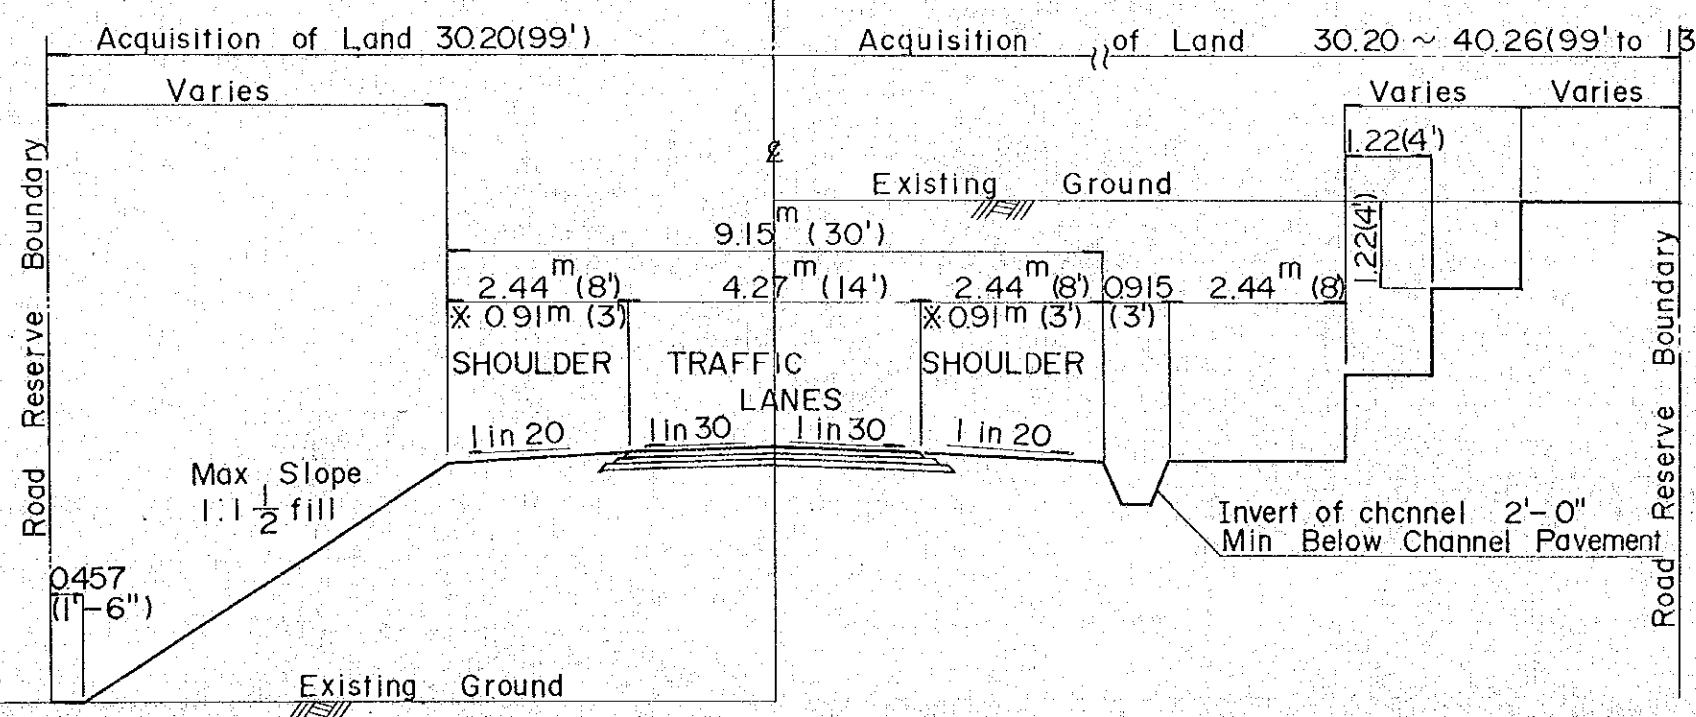 Acquisition of Land 30.20(99')
Acquisition of Land 30.20 ~ 40.26(99' to 13
Varies
Varies
Varies
1.22(4')
1.22(4')
Existing Ground
9.15m (30')
2.44m (8')
4.27m (14')
2.44m (8')
0.915
(3')
2.44m (8)
X 0.91m (3')
X 0.91m (3')
SHOULDER
TRAFFIC
LANES
SHOULDER
1 in 20
1 in 30
1 in 30
1 in 20
Road Reserve Boundary
Road Reserve Boundary
Max Slope
1:1 1/2 fill
Invert of chcnnel 2'-0"
Min Below Channel Pavement
0.457
(1'-6")
Existing Ground